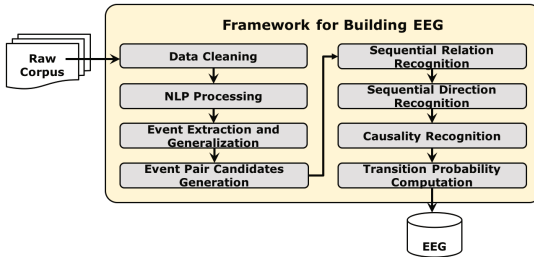 Framework for Building EEG
Raw
Corpus
Data Cleaning
NLP Processing
Event Extraction and
Generalization
Event Pair Candidates
Generation
Sequential Relation
Recognition
Sequential Direction
Recognition
Causality Recognition
Transition Probability
Computation
EEG